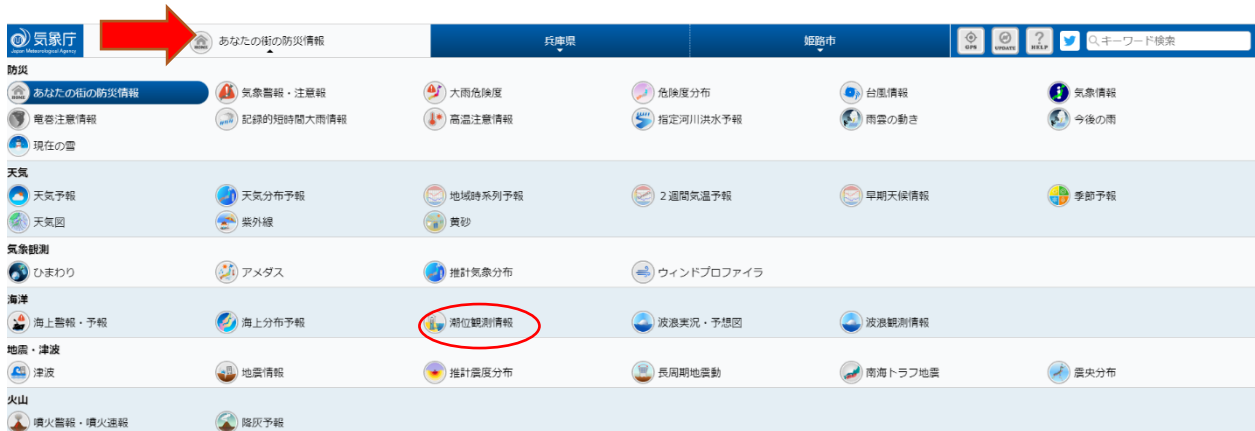 気象庁
Japan Meteorological Agency
HOME あなたの街の防災情報 兵庫県 姫路市 GPS UPDATE HELP キーワード検索
防災
あなたの街の防災情報 気象警報・注意報 大雨危険度 危険度分布 台風情報 気象情報
竜巻注意情報 記録的短時間大雨情報 高温注意情報 指定河川洪水予報 雨雲の動き 今後の雨
現在の雪
天気
天気予報 天気分布予報 地域時系列予報 2週間気温予報 早期天候情報 季節予報
天気図 紫外線 黄砂
気象観測
ひまわり アメダス 推計気象分布 ウィンドプロファイラ
海洋
海上警報・予報 海上分布予報 潮位観測情報 波浪実況・予想図 波浪観測情報
地震・津波
津波 地震情報 推計震度分布 長周期地震動 南海トラフ地震 震央分布
火山
噴火警報・噴火速報 降灰予報